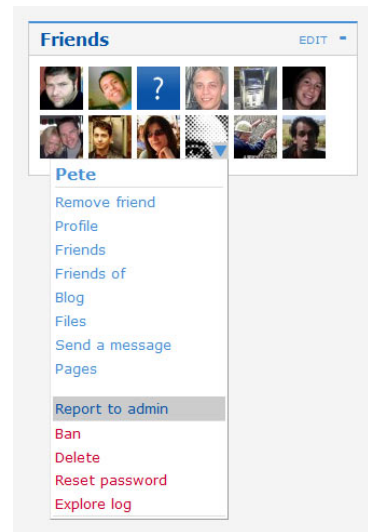 Friends EDIT -
?
Pete
Remove friend
Profile
Friends
Friends of
Blog
Files
Send a message
Pages
Report to admin
Ban
Delete
Reset password
Explore log